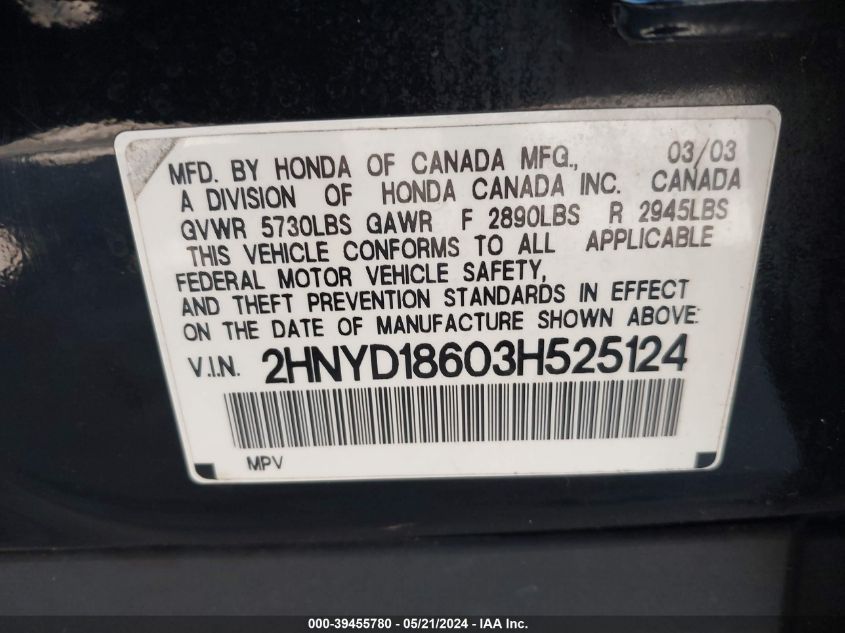 MFD. BY HONDA OF CANADA MFG., 03/03
A DIVISION OF HONDA CANADA INC. CANADA
GVWR 5730LBS GAWR F 2890LBS R 2945LBS
THIS VEHICLE CONFORMS TO ALL APPLICABLE
FEDERAL MOTOR VEHICLE SAFETY,
AND THEFT PREVENTION STANDARDS IN EFFECT
ON THE DATE OF MANUFACTURE SHOWN ABOVE:
V.I.N. 2HNYD18603H525124
MPV
000-39455780 - 05/21/2024 - IAA Inc.